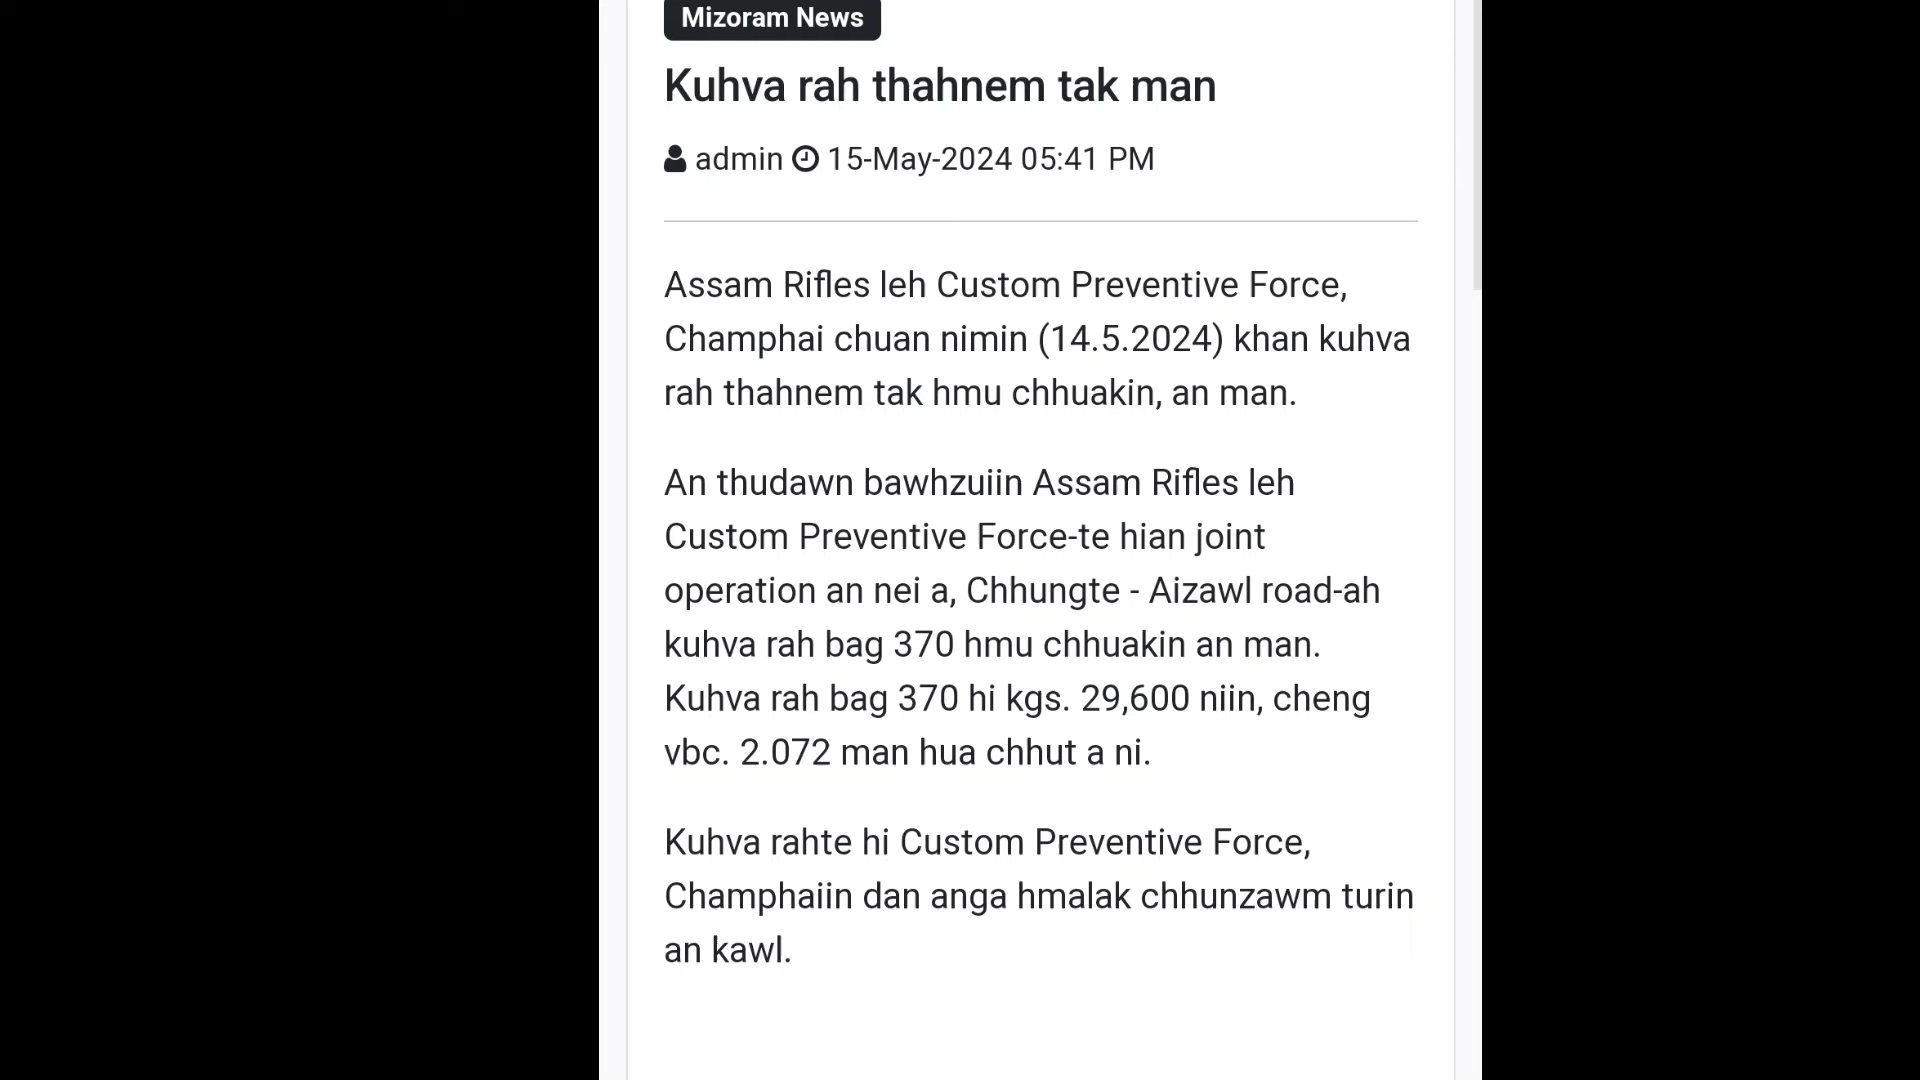 Mizoram News
Kuhva rah thahnem tak man
admin 15-May-2024 05:41 PM
Assam Rifles leh Custom Preventive Force,
Champhai chuan nimin (14.5.2024) khan kuhva
rah thahnem tak hmu chhuakin, an man.
An thudawn bawhzuiin Assam Rifles leh
Custom Preventive Force-te hian joint
operation an nei a, Chhungte - Aizawl road-ah
kuhva rah bag 370 hmu chhuakin an man.
Kuhva rah bag 370 hi kgs. 29,600 niin, cheng
vbc. 2.072 man hua chhut a ni.
Kuhva rahte hi Custom Preventive Force,
Champhaiin dan anga hmalak chhunzawm turin
an kawl.